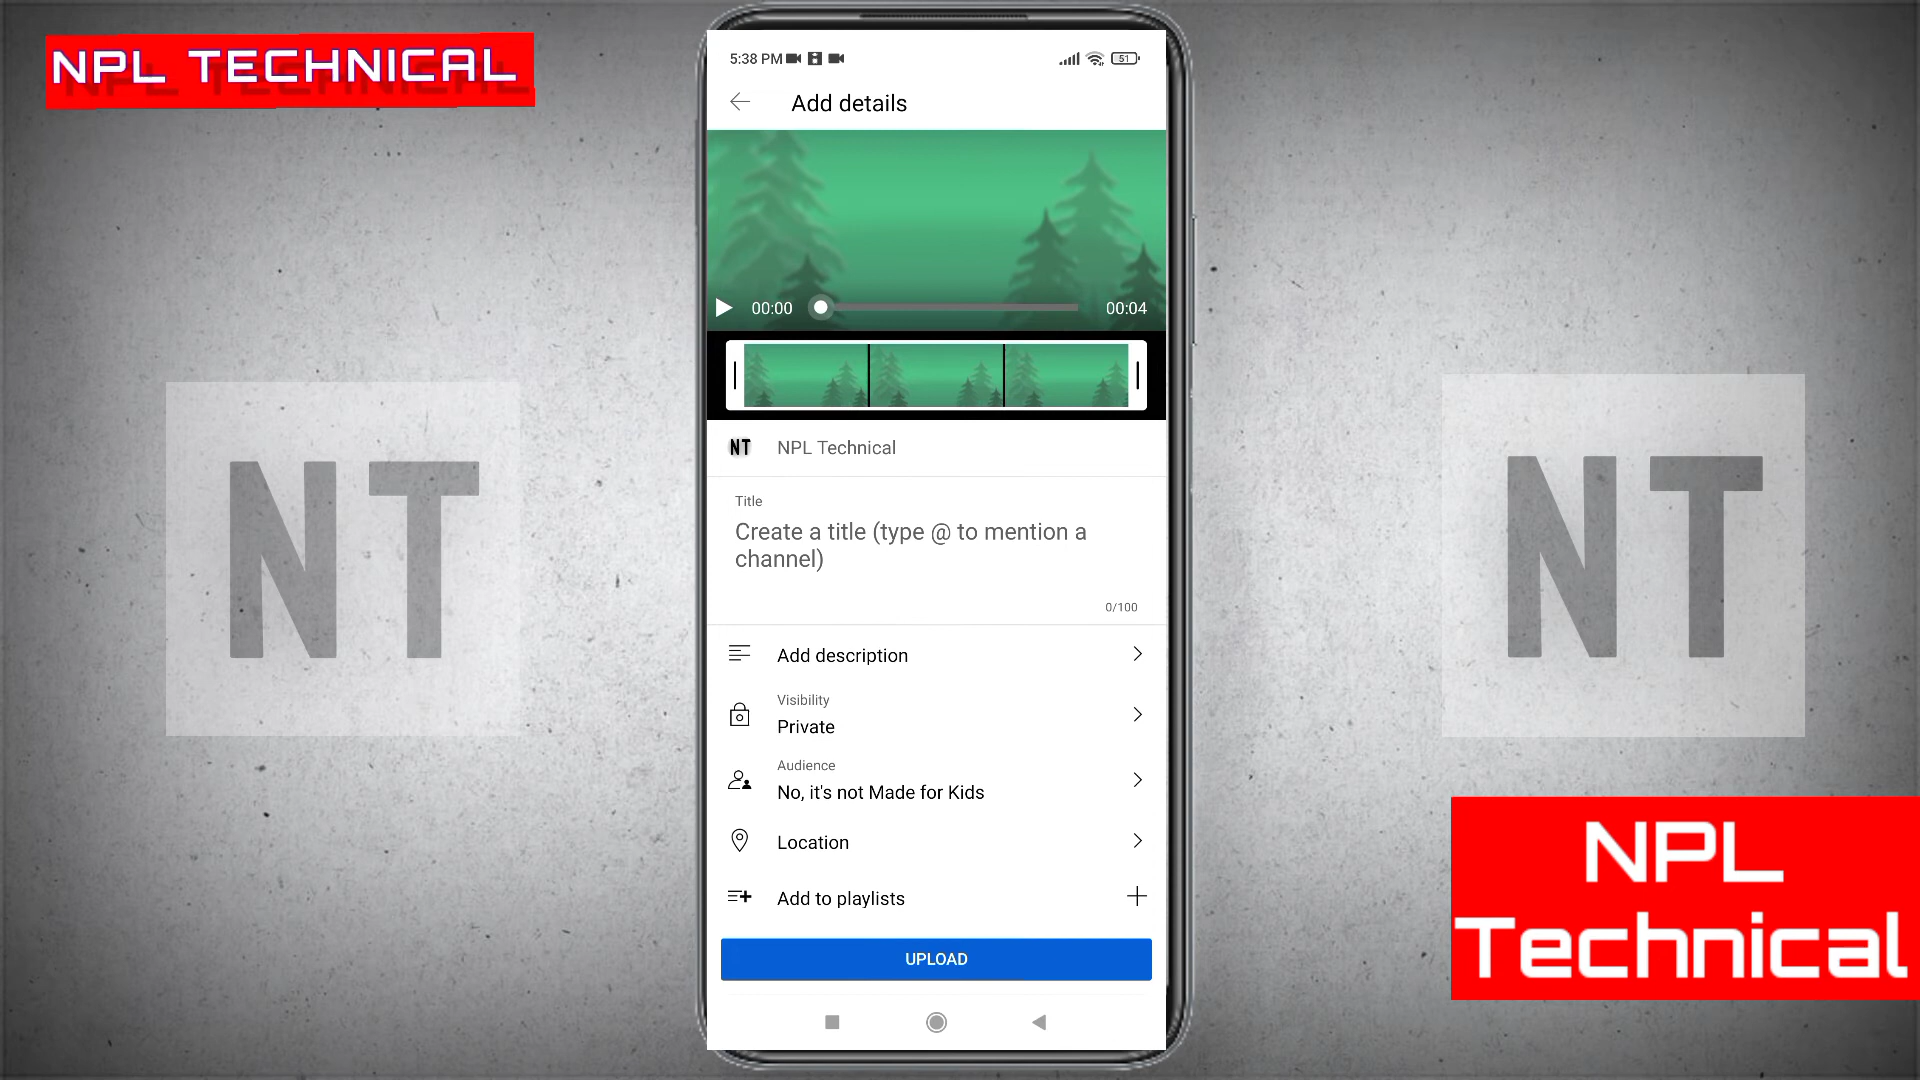 NPL TECHNICAL
5:38 PM
51
Add details
00:00
00:04
NT
NPL Technical
Title
Create a title (type @ to mention a
channel)
0/100
Add description
Visibility
Private
Audience
No, it's not Made for Kids
Location
Add to playlists
UPLOAD
NT
NT
NPL
Technical